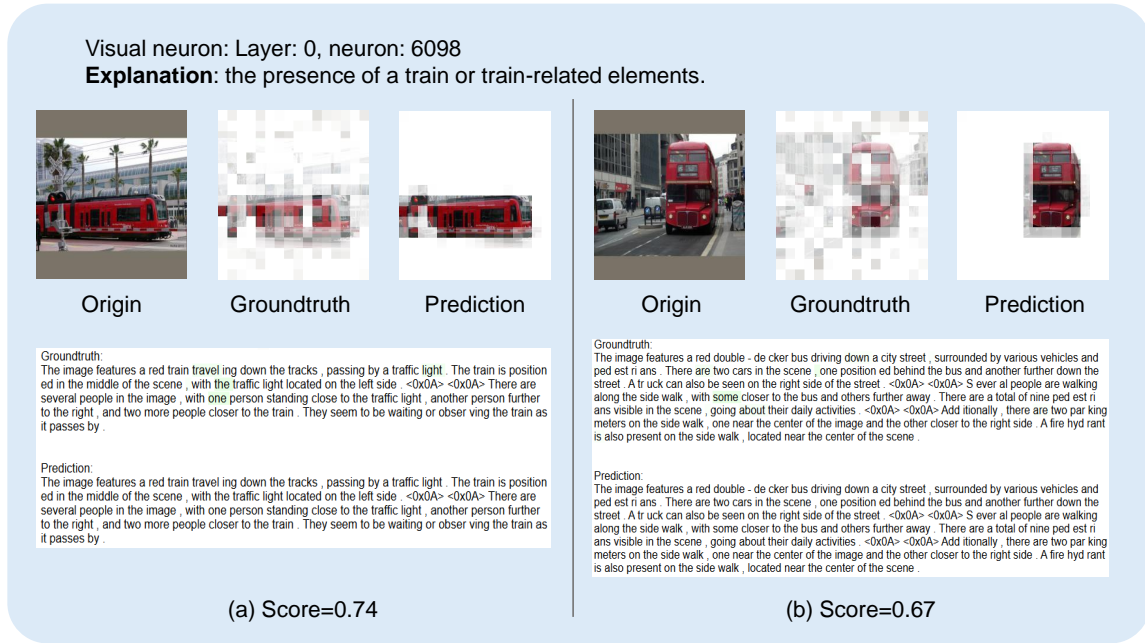 Visual neuron: Layer: 0, neuron: 6098
Explanation: the presence of a train or train-related elements.
Origin
Groundtruth
Prediction
Groundtruth:
The image features a red train travel ing down the tracks , passing by a traffic light . The train is position
ed in the middle of the scene , with the traffic light located on the left side . <0x0A> <0x0A> There are
several people in the image , with one person standing close to the traffic light , another person further
to the right , and two more people closer to the train . They seem to be waiting or obser ving the train as
it passes by .
Prediction:
The image features a red train travel ing down the tracks , passing by a traffic light . The train is position
ed in the middle of the scene , with the traffic light located on the left side . <0x0A> <0x0A> There are
several people in the image , with one person standing close to the traffic light , another person further
to the right , and two more people closer to the train . They seem to be waiting or obser ving the train as
it passes by .
(a) Score=0.74
Origin
Groundtruth
Prediction
Groundtruth:
The image features a red double - de cker bus driving down a city street , surrounded by various vehicles and
ped est ri ans . There are two cars in the scene , one position ed behind the bus and another further down the
street . A tr uck can also be seen on the right side of the street . <0x0A> <0x0A> S ever al people are walking
along the side walk , with some closer to the bus and others further away . There are a total of nine ped est ri
ans visible in the scene , going about their daily activities . <0x0A> <0x0A> Add itionally , there are two par king
meters on the side walk , one near the center of the image and the other closer to the right side . A fire hyd rant
is also present on the side walk , located near the center of the scene .
Prediction:
The image features a red double - de cker bus driving down a city street , surrounded by various vehicles and
ped est ri ans . There are two cars in the scene , one position ed behind the bus and another further down the
street . A tr uck can also be seen on the right side of the street . <0x0A> <0x0A> S ever al people are walking
along the side walk , with some closer to the bus and others further away . There are a total of nine ped est ri
ans visible in the scene , going about their daily activities . <0x0A> <0x0A> Add itionally , there are two par king
meters on the side walk , one near the center of the image and the other closer to the right side . A fire hyd rant
is also present on the side walk , located near the center of the scene .
(b) Score=0.67